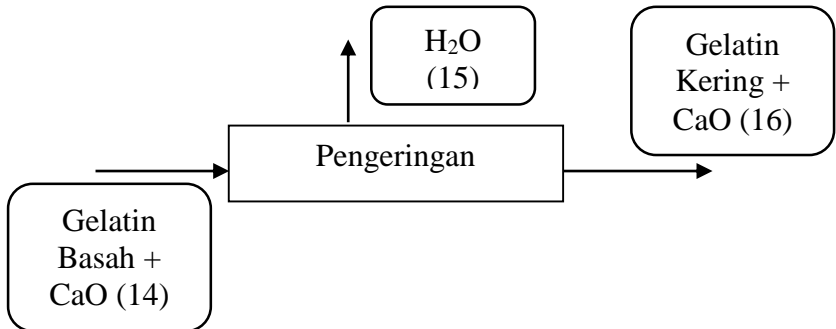 H₂O
(15)
Gelatin
Kering +
CaO (16)
Pengeringan
Gelatin
Basah +
CaO (14)